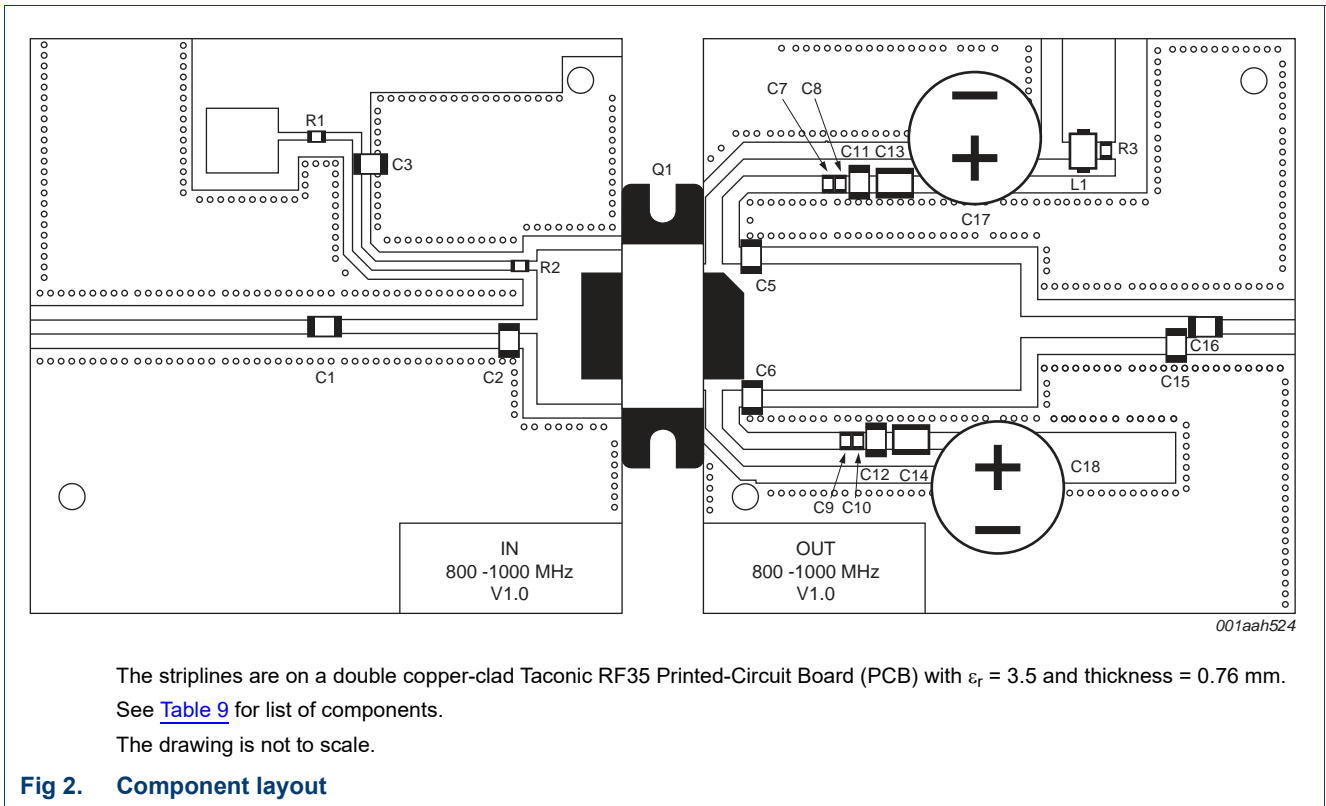 C7 C8
R1
C3
Q1
C11 C13
R3
L1
C17
R2
C5
C1
C2
C6
C16
C15
C12 C14
C18
C9 C10
IN
800 -1000 MHz
V1.0
OUT
800 -1000 MHz
V1.0
001aah524
The striplines are on a double copper-clad Taconic RF35 Printed-Circuit Board (PCB) with εr = 3.5 and thickness = 0.76 mm.
See Table 9 for list of components.
The drawing is not to scale.
Fig 2. Component layout